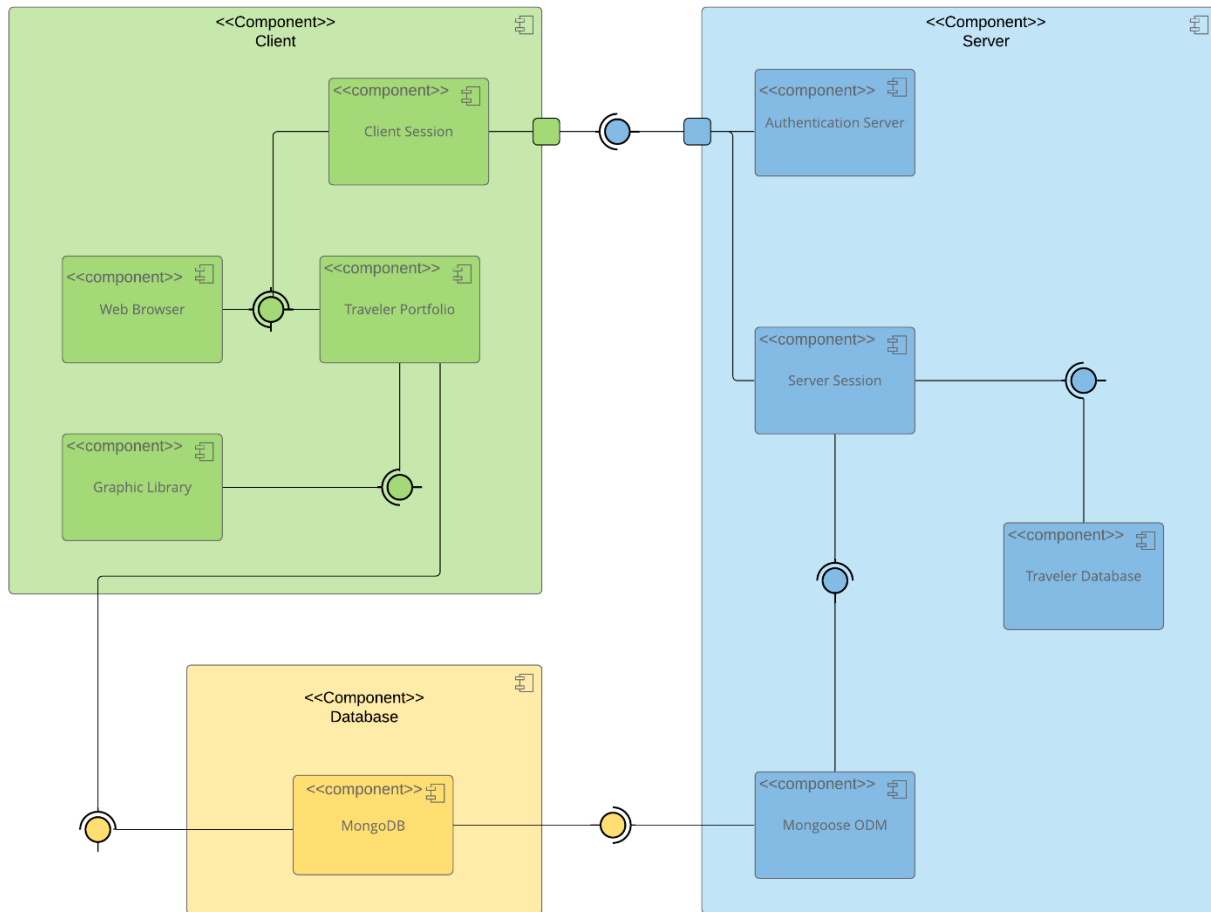 <<Component>>
Client
<<component>>
Client Session
<<component>>
Web Browser
<<component>>
Traveler Portfolio
<<component>>
Graphic Library
<<Component>>
Server
<<component>>
Authentication Server
<<component>>
Server Session
<<component>>
Traveler Database
<<component>>
Mongoose ODM
<<Component>>
Database
<<component>>
MongoDB